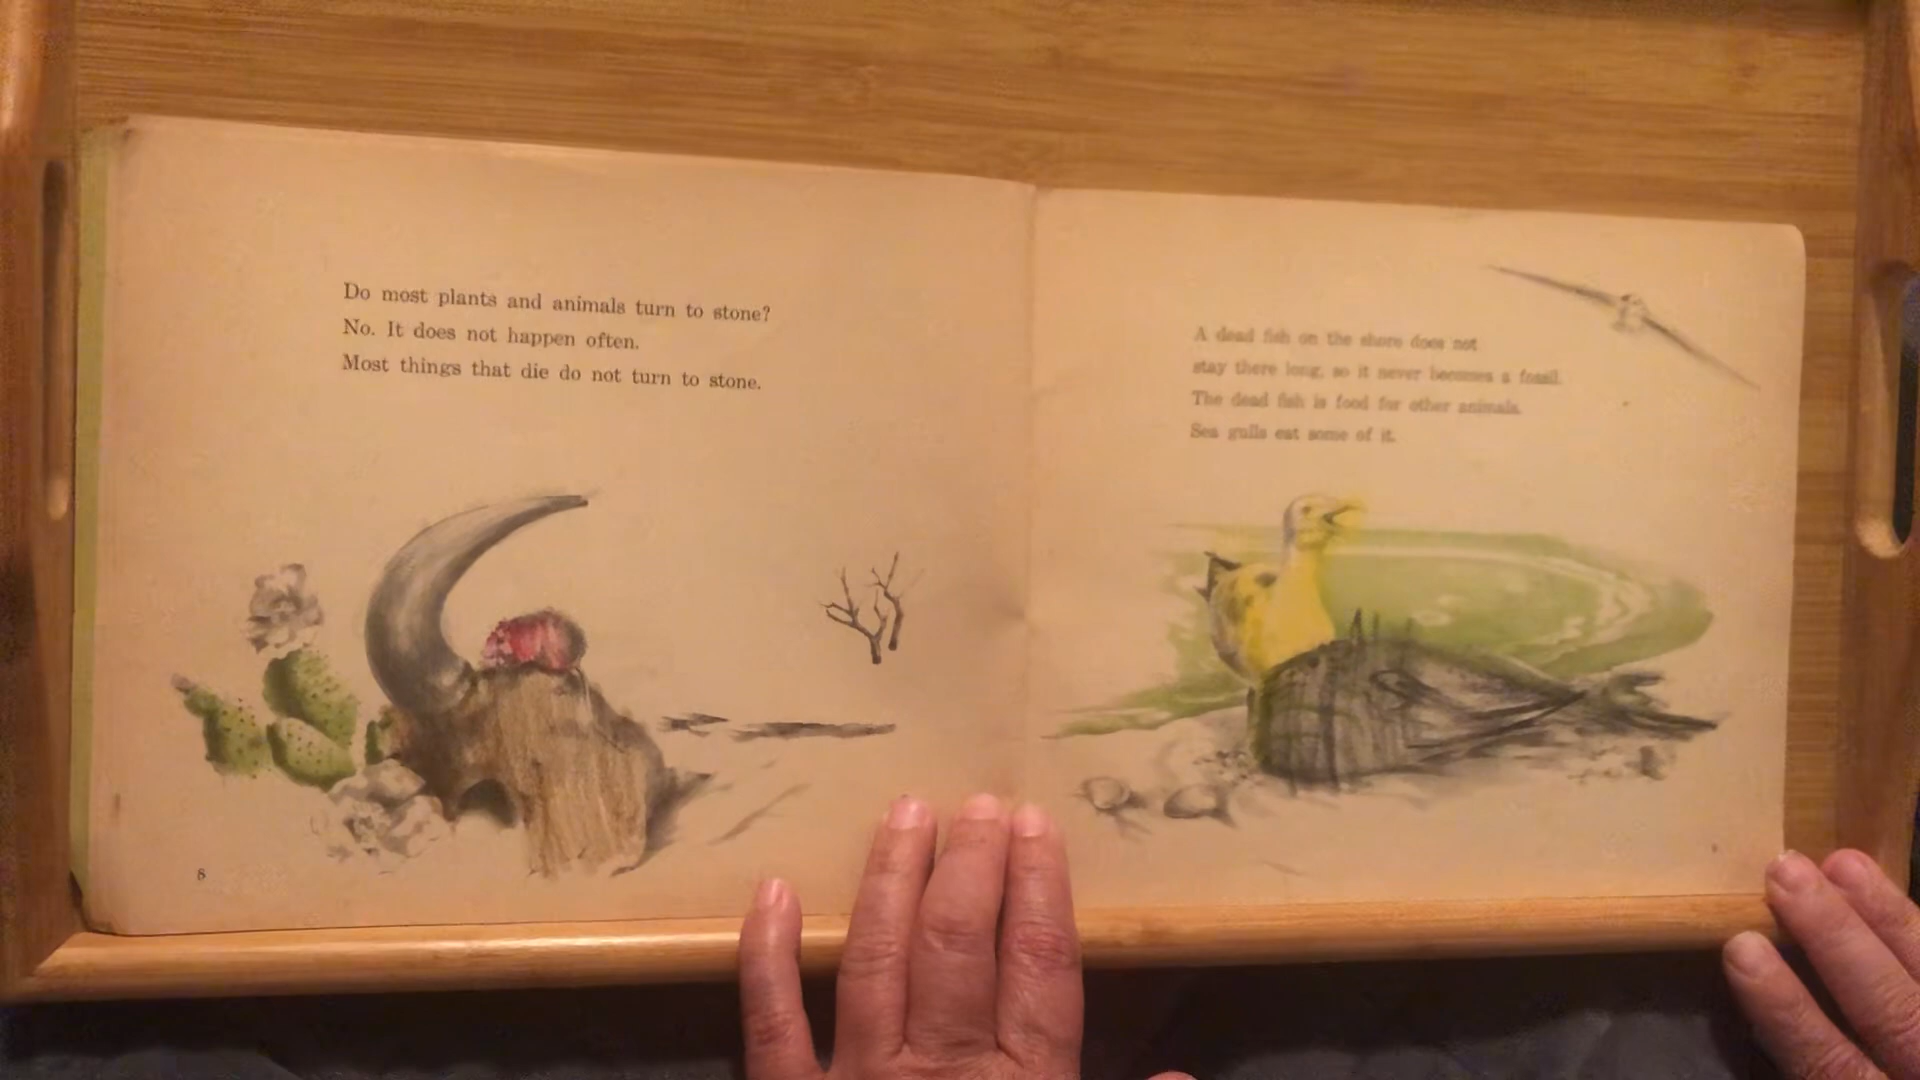 Do most plants and animals turn to stone?
No. It does not happen often.
Most things that die do not turn to stone.
8
A dead fish on the shore does not
stay there long, so it never becomes a fossil.
The dead fish is food for other animals.
Sea gulls eat some of it.